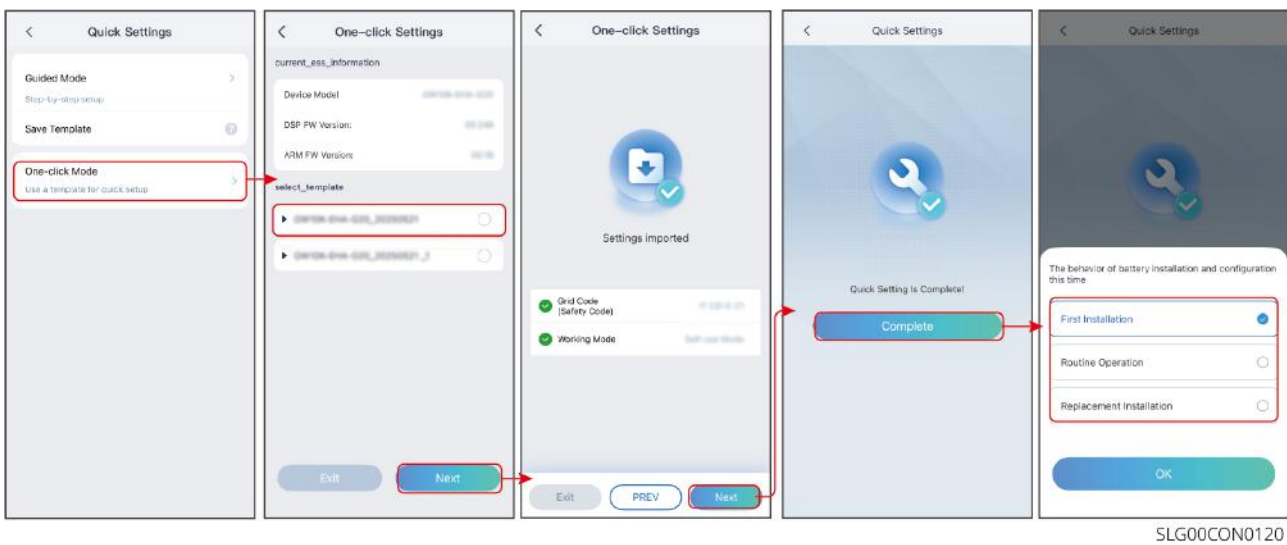 Quick Settings
Guided Mode
Step-by-step setup
Save Template
One-click Mode
Use a template for quick setup
One-click Settings
current_ess_information
Device Model
DSP FW Version:
ARM FW Version:
select_template
Exit
Next
One-click Settings
Settings imported
Grid Code
(Safety Code)
Working Mode
Exit
PREV
Next
Quick Settings
Quick Setting Is Complete!
Complete
Quick Settings
The behavior of battery installation and configuration
this time
First Installation
Routine Operation
Replacement Installation
OK
SLG00CON0120